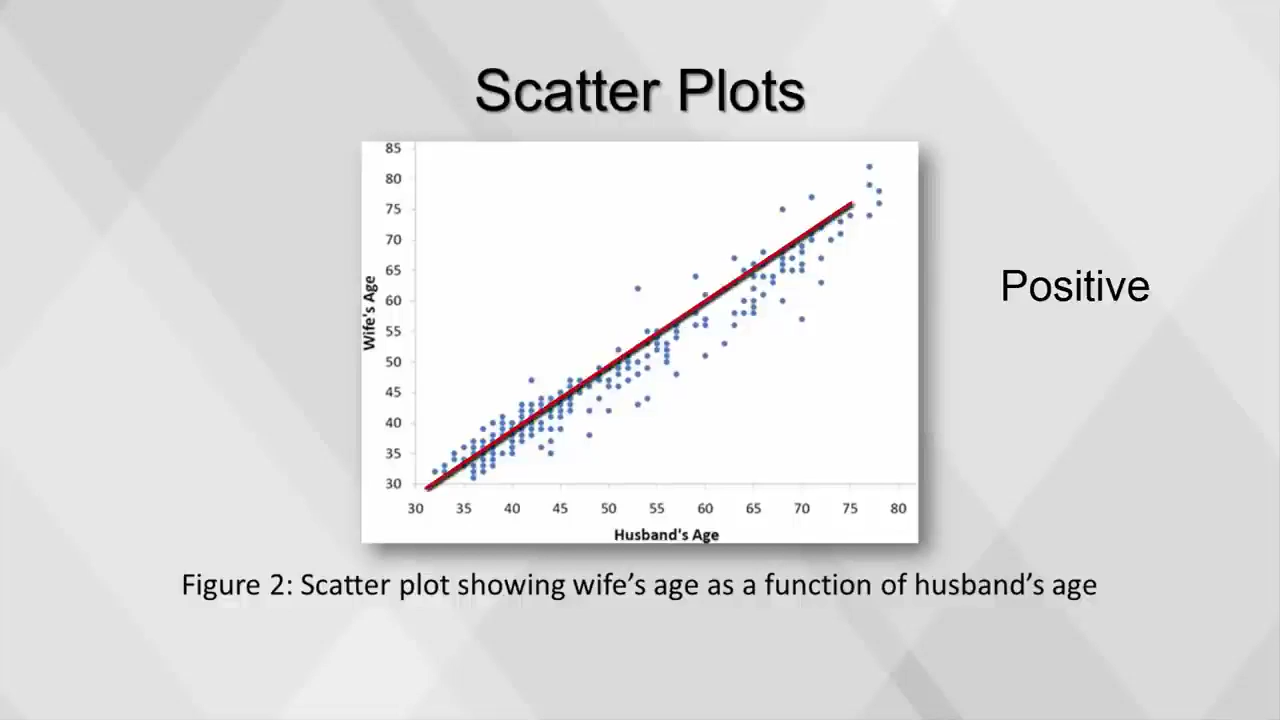 Scatter Plots
85
80
75
70
65
60
55
50
45
40
35
30
Wife's Age
30 35 40 45 50 55 60 65 70 75 80
Husband's Age
Positive
Figure 2: Scatter plot showing wife’s age as a function of husband’s age